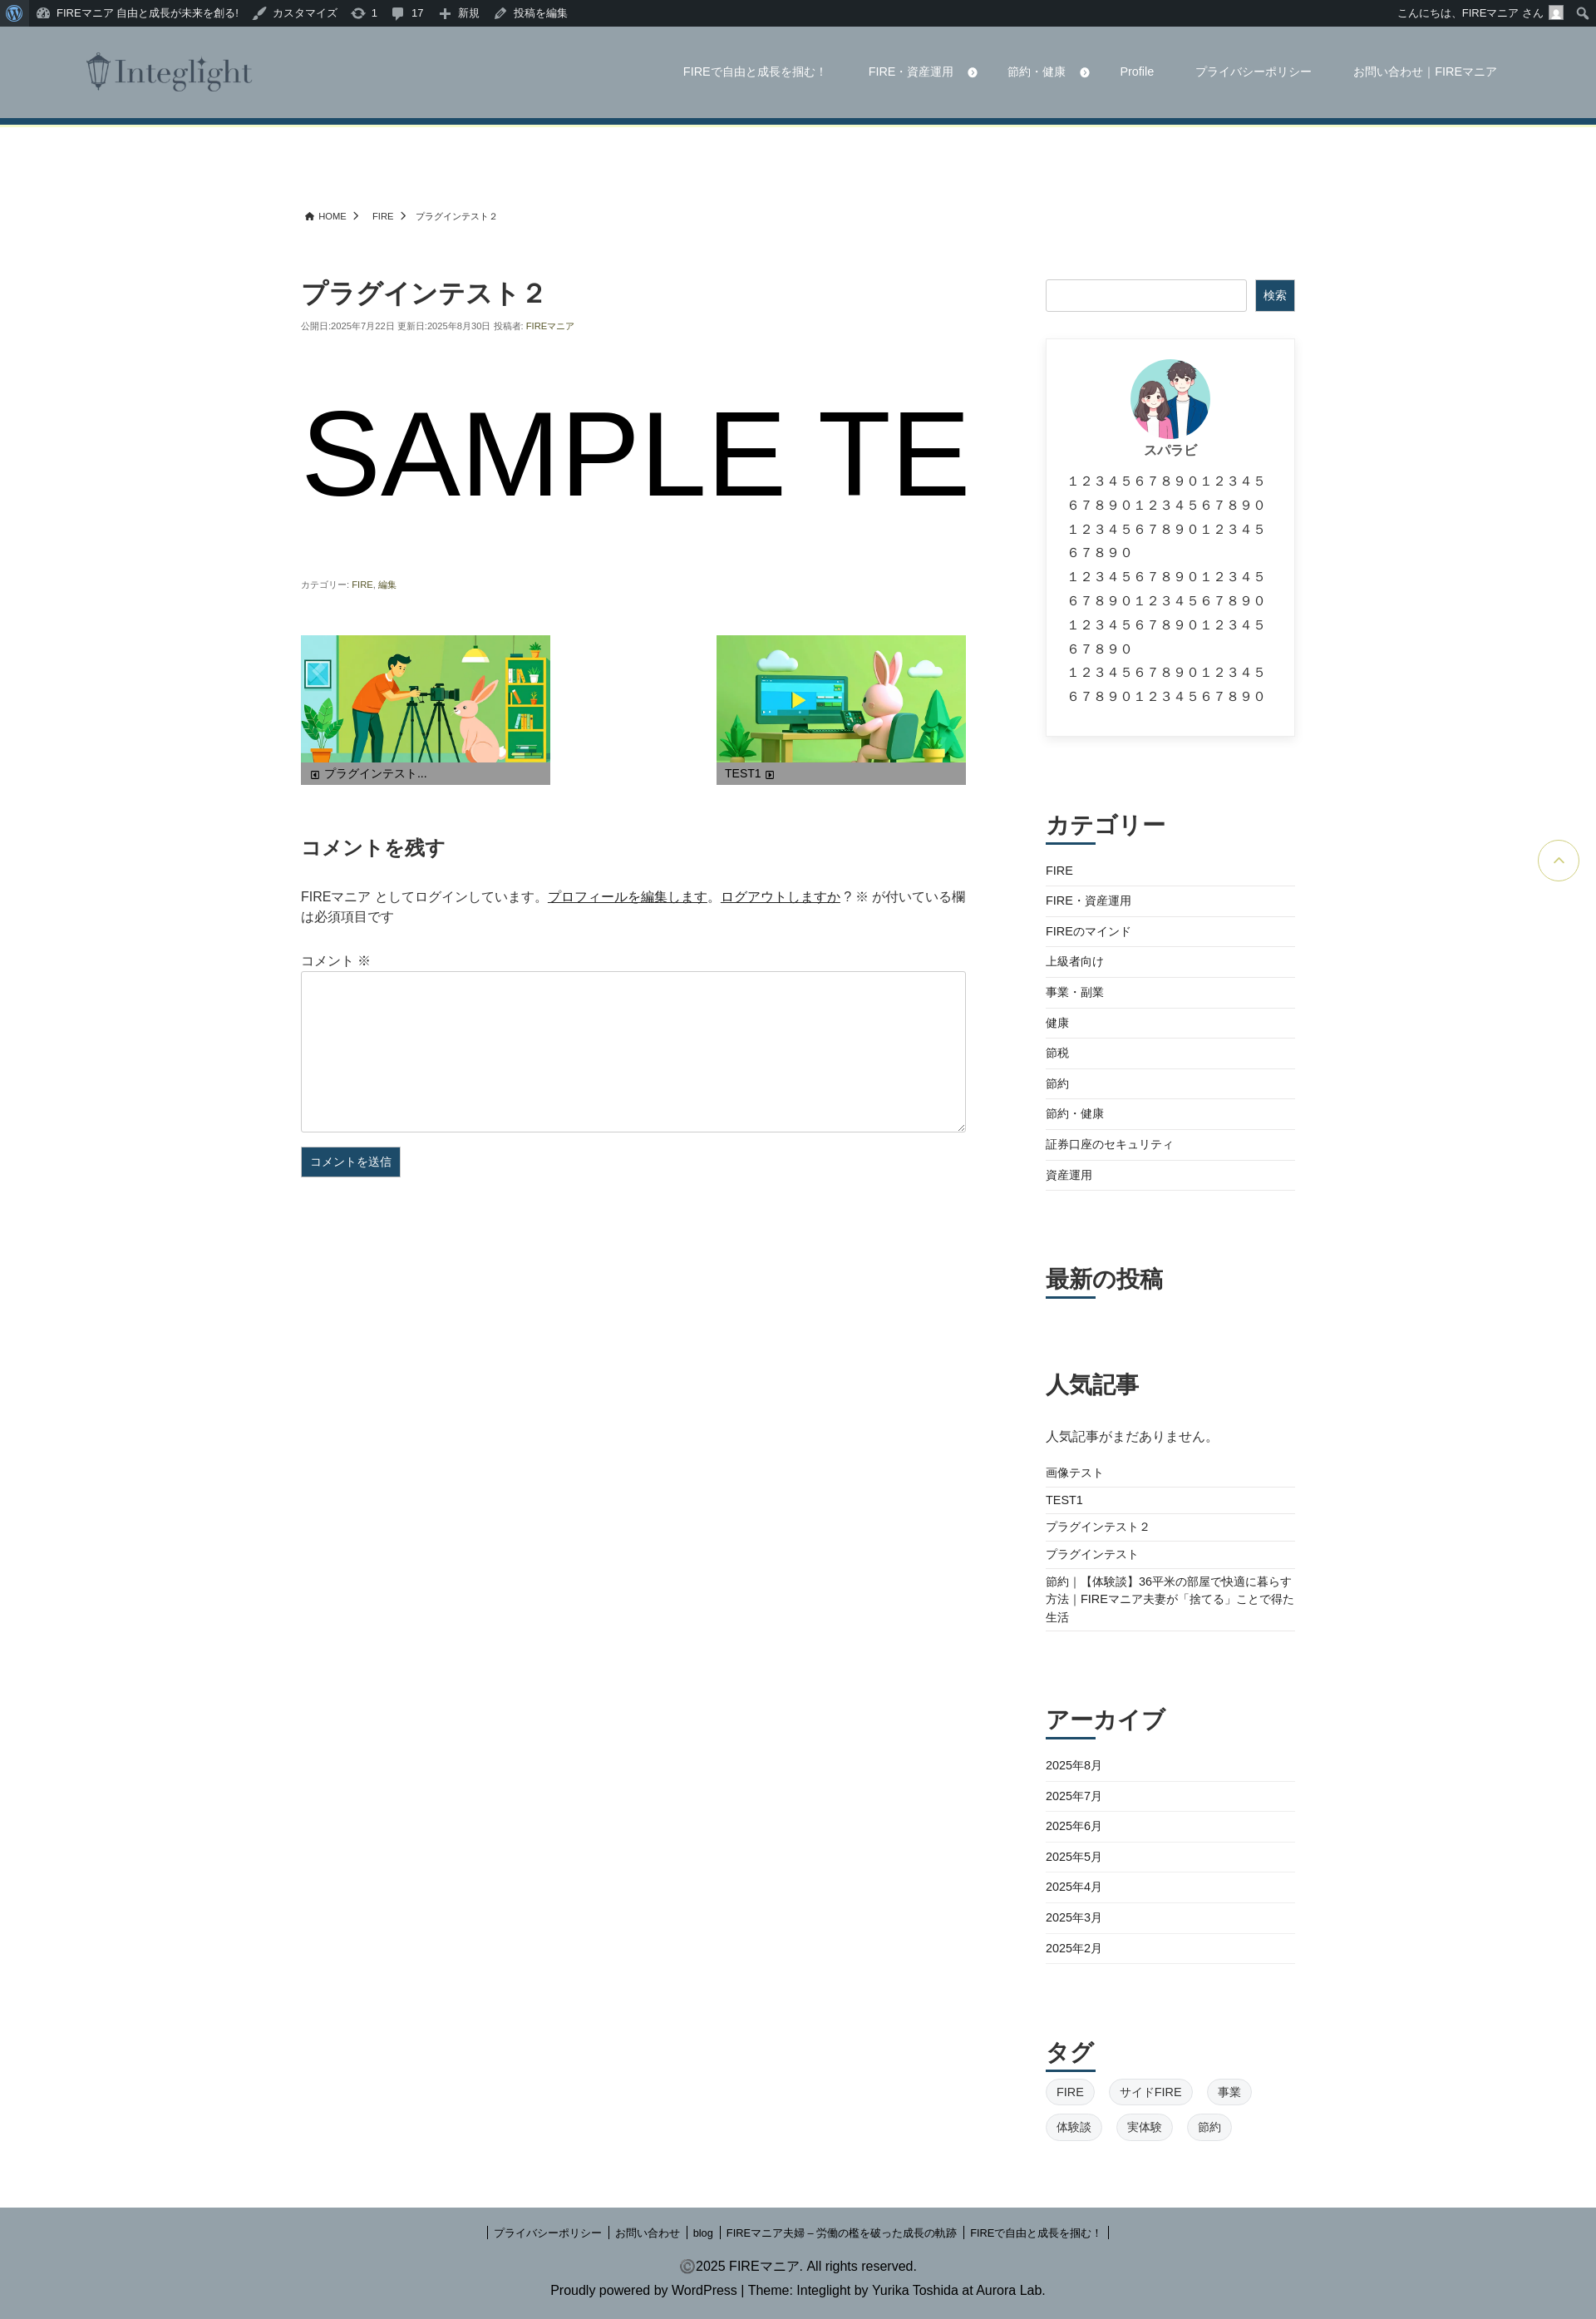 FIREマニア 自由と成長が未来を創る! カスタマイズ 1 17 新規 投稿を編集 こんにちは、FIREマニア さん
Integlight FIREで自由と成長を掴む！ FIRE・資産運用 節約・健康 Profile プライバシーポリシー お問い合わせ｜FIREマニア
HOME FIRE プラグインテスト２
プラグインテスト２
公開日:2025年7月22日 更新日:2025年8月30日 投稿者: FIREマニア
SAMPLE TE
カテゴリー: FIRE, 編集
プラグインテスト...
TEST1
コメントを残す
FIREマニア としてログインしています。プロフィールを編集します。ログアウトしますか ? ※ が付いている欄
は必須項目です
コメント ※
コメントを送信
検索
スパラビ
１２３４５６７８９０１２３４５
６７８９０１２３４５６７８９０
１２３４５６７８９０１２３４５
６７８９０
１２３４５６７８９０１２３４５
６７８９０１２３４５６７８９０
１２３４５６７８９０１２３４５
６７８９０
１２３４５６７８９０１２３４５
６７８９０１２３４５６７８９０
カテゴリー
FIRE
FIRE・資産運用
FIREのマインド
上級者向け
事業・副業
健康
節税
節約
節約・健康
証券口座のセキュリティ
資産運用
最新の投稿
人気記事
人気記事がまだありません。
画像テスト
TEST1
プラグインテスト２
プラグインテスト
節約｜【体験談】36平米の部屋で快適に暮らす
方法｜FIREマニア夫妻が「捨てる」ことで得た
生活
アーカイブ
2025年8月
2025年7月
2025年6月
2025年5月
2025年4月
2025年3月
2025年2月
タグ
FIRE サイドFIRE 事業
体験談 実体験 節約
プライバシーポリシー お問い合わせ blog FIREマニア夫婦 – 労働の檻を破った成長の軌跡 FIREで自由と成長を掴む！
©2025 FIREマニア. All rights reserved.
Proudly powered by WordPress | Theme: Integlight by Yurika Toshida at Aurora Lab.